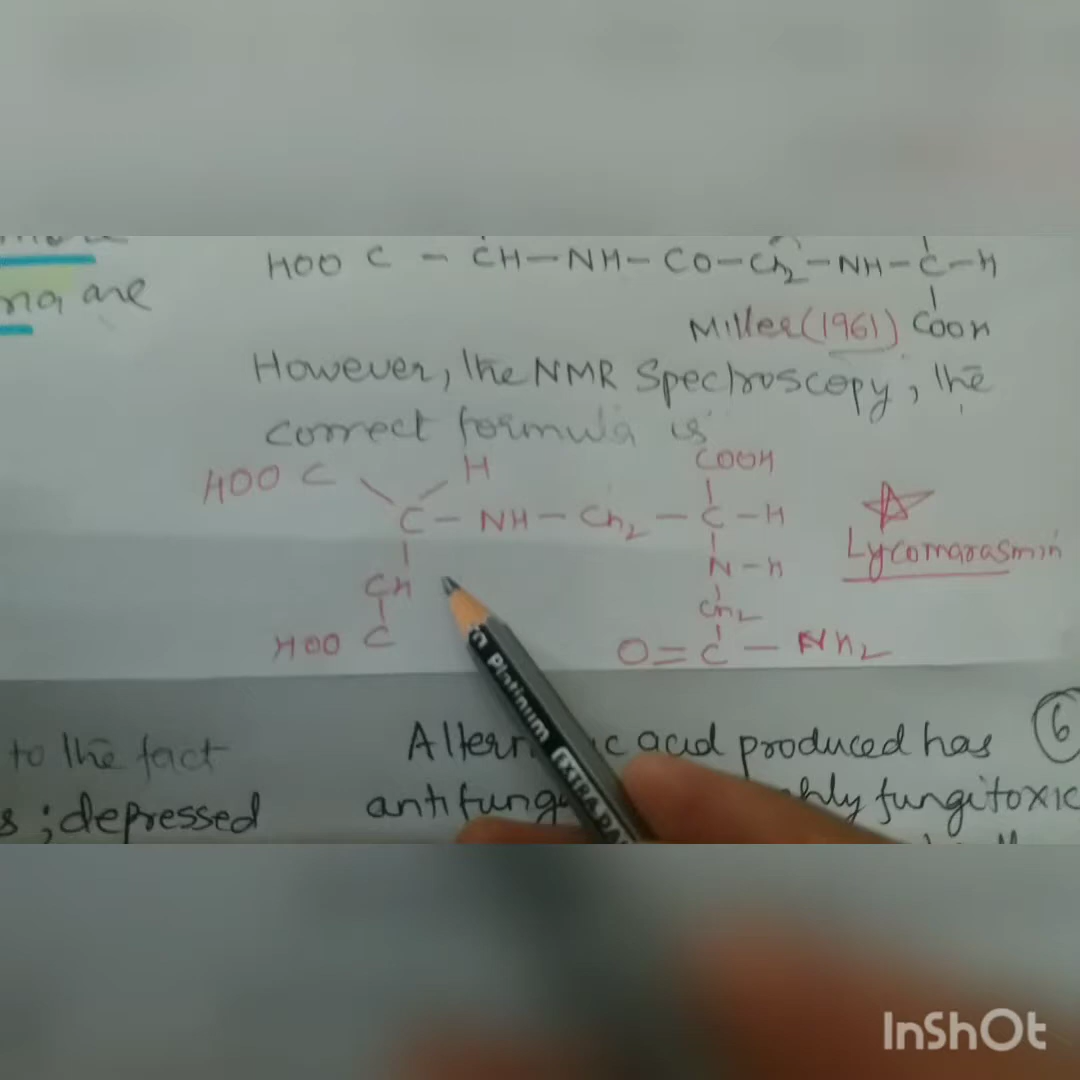 na are
HOO C - CH-NH-CO-CH2-NH-C-H
Miller (1961) COOH
However, the NMR Spectroscopy, the
correct formula is
HOO C H COOH
C - NH - CH2 - C - H
Lycomarasmin
CH N - H
CH2
HOO C O=C - NH2
to the fact
acid produced has 6
s; depressed
fungitoxic
Platinum EXTRA DA
InShOt